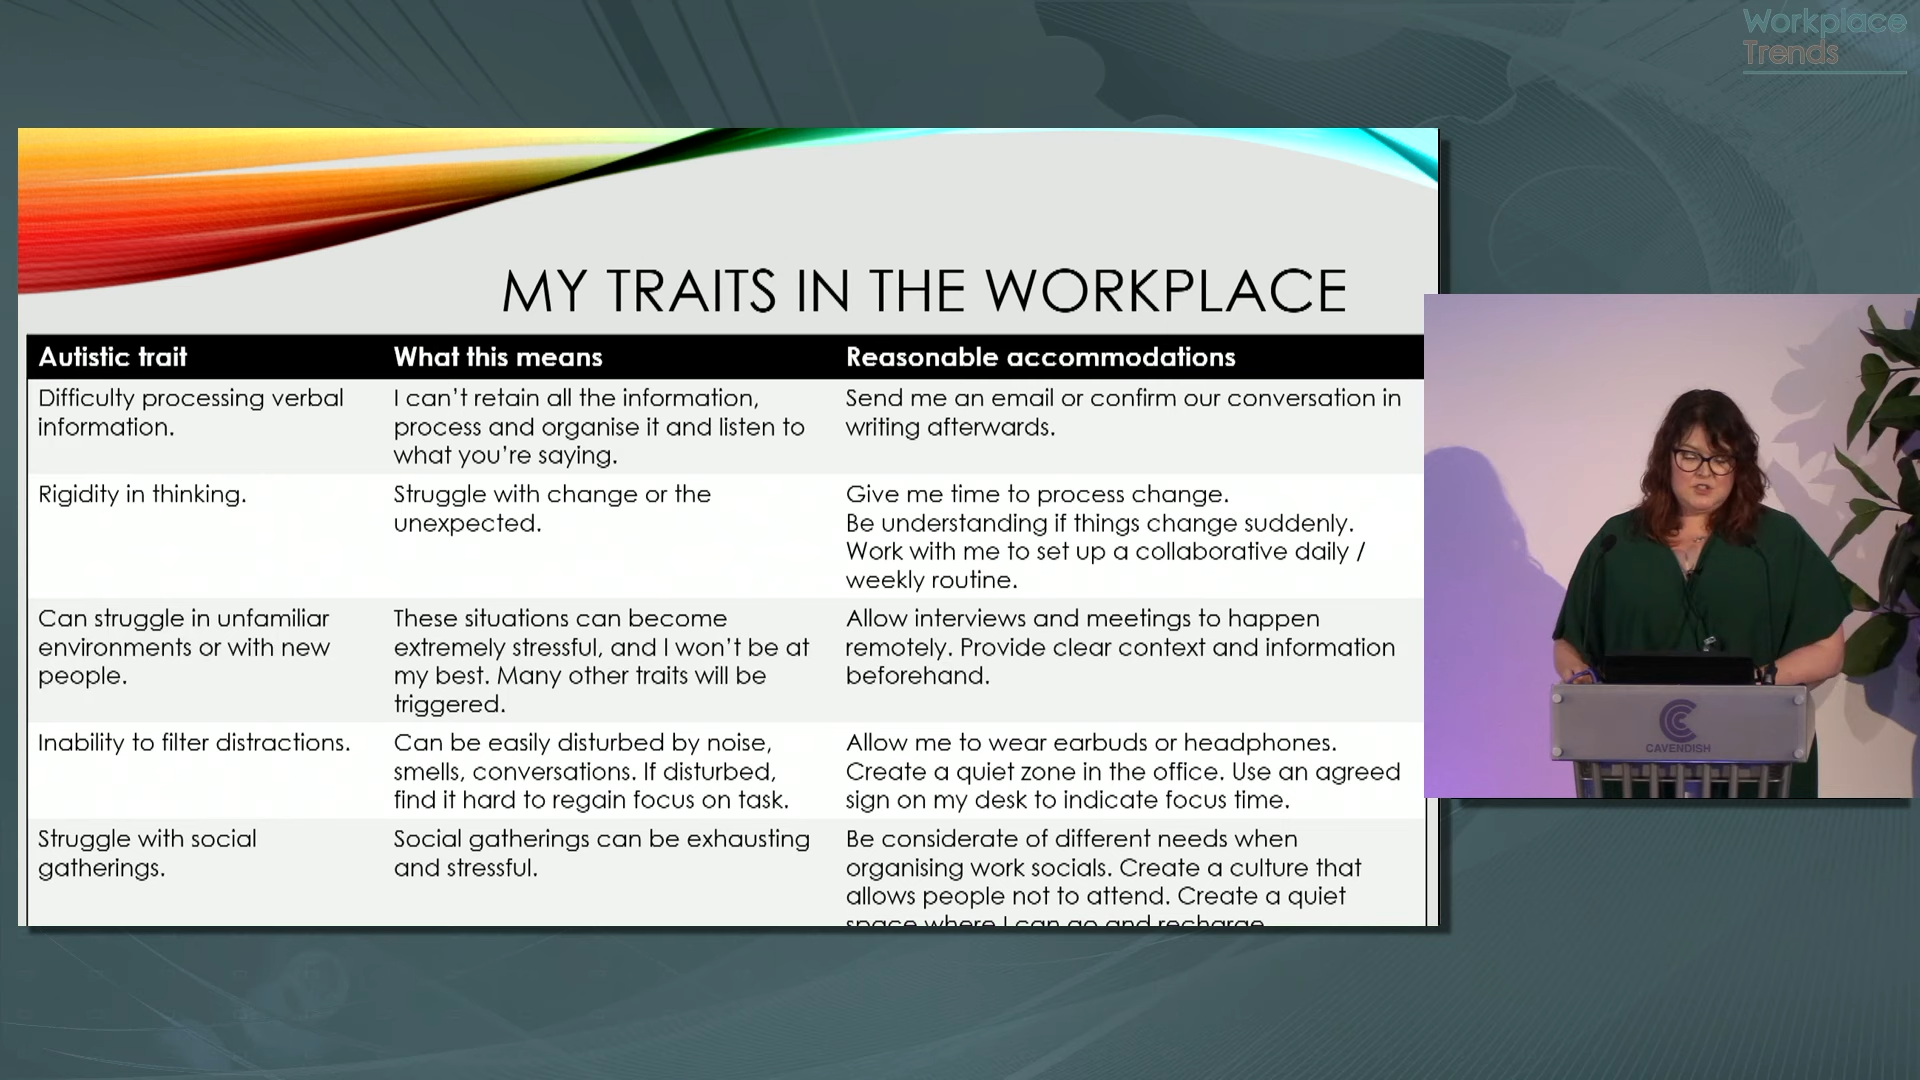 Workplace
Trends
MY TRAITS IN THE WORKPLACE
Autistic trait
What this means
Reasonable accommodations
Difficulty processing verbal
information.
I can’t retain all the information,
process and organise it and listen to
what you’re saying.
Send me an email or confirm our conversation in
writing afterwards.
Rigidity in thinking.
Struggle with change or the
unexpected.
Give me time to process change.
Be understanding if things change suddenly.
Work with me to set up a collaborative daily /
weekly routine.
Can struggle in unfamiliar
environments or with new
people.
These situations can become
extremely stressful, and I won’t be at
my best. Many other traits will be
triggered.
Allow interviews and meetings to happen
remotely. Provide clear context and information
beforehand.
Inability to filter distractions.
Can be easily disturbed by noise,
smells, conversations. If disturbed,
find it hard to regain focus on task.
Allow me to wear earbuds or headphones.
Create a quiet zone in the office. Use an agreed
sign on my desk to indicate focus time.
Struggle with social
gatherings.
Social gatherings can be exhausting
and stressful.
Be considerate of different needs when
organising work socials. Create a culture that
allows people not to attend. Create a quiet
space where I can go and recharge
CAVENDISH